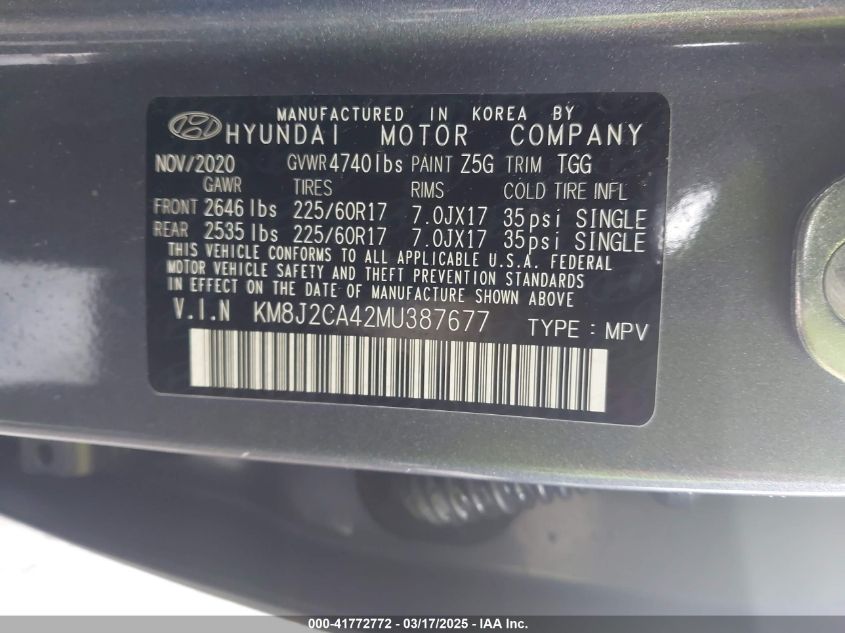 MANUFACTURED IN KOREA BY
HYUNDAI MOTOR COMPANY
NOV/2020 GVWR 4740lbs PAINT Z5G TRIM TGG
GAWR TIRES RIMS COLD TIRE INFL
FRONT 2646 lbs 225/60R17 7.0JX17 35psi SINGLE
REAR 2535 lbs 225/60R17 7.0JX17 35psi SINGLE
THIS VEHICLE CONFORMS TO ALL APPLICABLE U.S.A. FEDERAL
MOTOR VEHICLE SAFETY AND THEFT PREVENTION STANDARDS
IN EFFECT ON THE DATE OF MANUFACTURE SHOWN ABOVE
V.I.N KM8J2CA42MU387677 TYPE : MPV
000-41772772 - 03/17/2025 - Copyright © 2025 IAA, Inc.